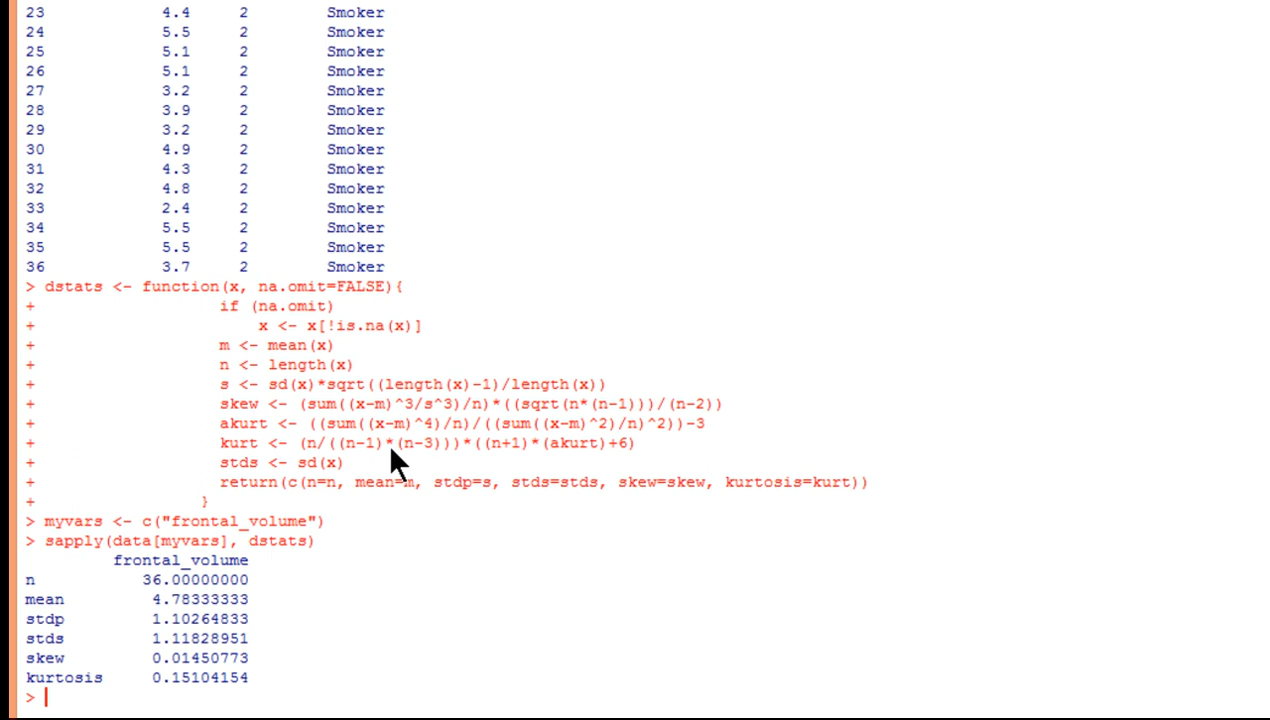 23 4.4 2 Smoker
24 5.5 2 Smoker
25 5.1 2 Smoker
26 5.1 2 Smoker
27 3.2 2 Smoker
28 3.9 2 Smoker
29 3.2 2 Smoker
30 4.9 2 Smoker
31 4.3 2 Smoker
32 4.8 2 Smoker
33 2.4 2 Smoker
34 5.5 2 Smoker
35 5.5 2 Smoker
36 3.7 2 Smoker
> dstats <- function(x, na.omit=FALSE){
+ if (na.omit)
+ x <- x[!is.na(x)]
+ m <- mean(x)
+ n <- length(x)
+ s <- sd(x)*sqrt((length(x)-1)/length(x))
+ skew <- (sum((x-m)^3/s^3)/n)*((sqrt(n*(n-1)))/(n-2))
+ akurt <- ((sum((x-m)^4)/n)/((sum((x-m)^2)/n)^2))-3
+ kurt <- (n/((n-1)*(n-3)))*((n+1)*(akurt)+6)
+ stds <- sd(x)
+ return(c(n=n, mean=m, stdp=s, stds=stds, skew=skew, kurtosis=kurt))
+ }
> myvars <- c("frontal_volume")
> sapply(data[myvars], dstats)
frontal_volume
n 36.00000000
mean 4.78333333
stdp 1.10264833
stds 1.11828951
skew 0.01450773
kurtosis 0.15104154
>